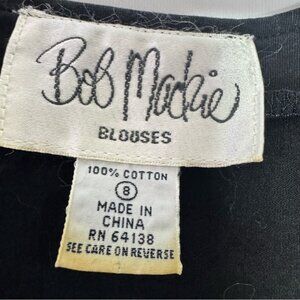 Bob Mackie
BLOUSES
100% COTTON
8
MADE IN
CHINA
RN 64138
SEE CARE ON REVERSE